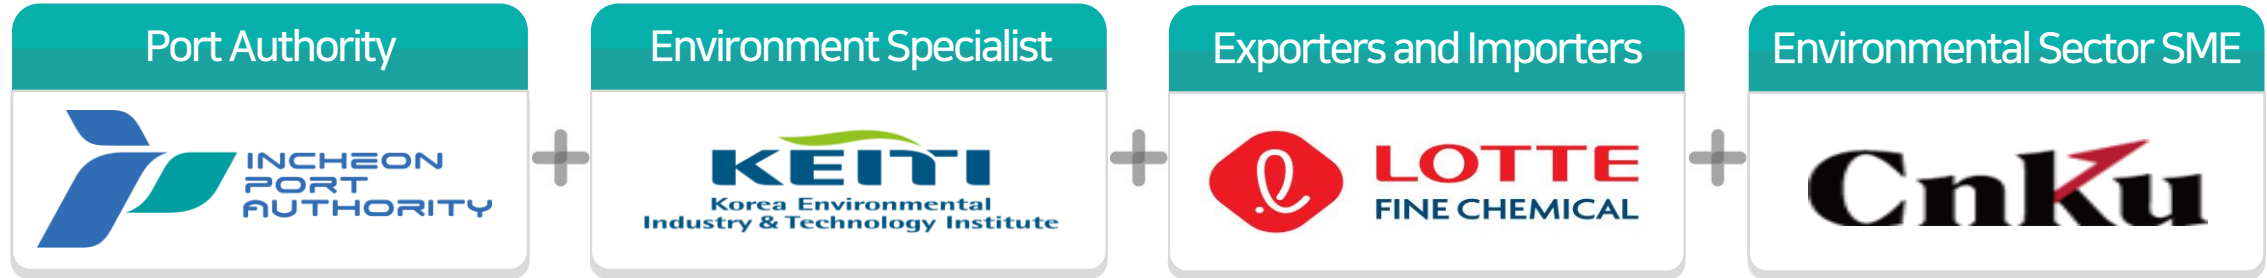 Port Authority
INCHEON
PORT
AUTHORITY
Environment Specialist
KEITI
Korea Environmental
Industry & Technology Institute
Exporters and Importers
LOTTE
FINE CHEMICAL
Environmental Sector SME
CnKu